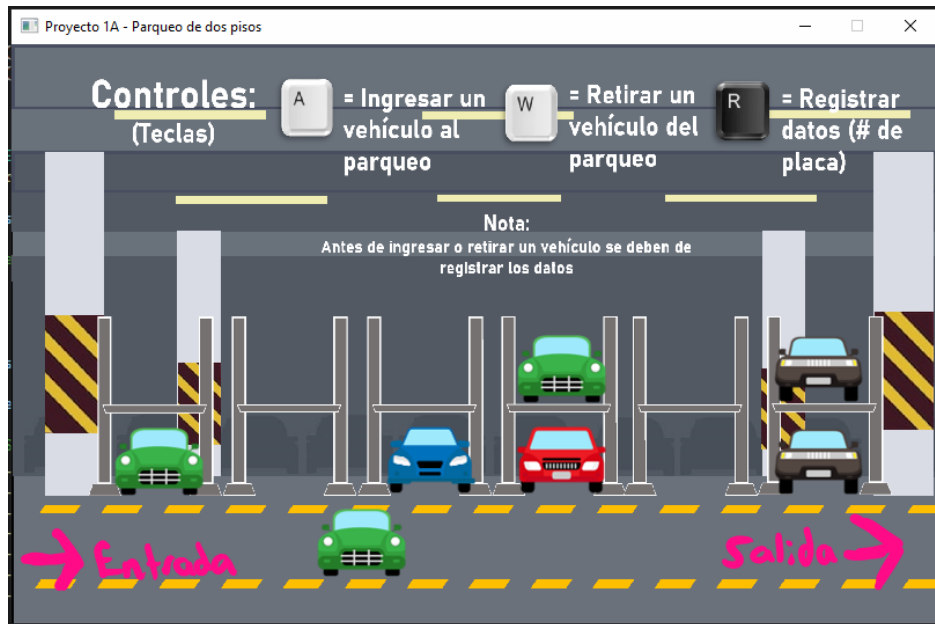 Proyecto 1A - Parqueo de dos pisos
Controles:
(Teclas)
A
= Ingresar un
vehículo al
parqueo
W
= Retirar un
vehículo del
parqueo
R
= Registrar
datos (# de
placa)
Nota:
Antes de ingresar o retirar un vehículo se deben de
registrar los datos
Entrada
Salida